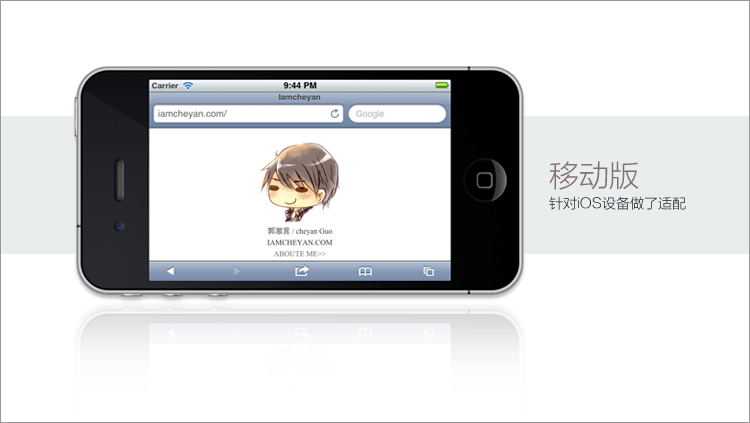 Carrier 9:44 PM
Iamcheyan
iamcheyan.com/ Google
郭澈言 / cheyan Guo
IAMCHEYAN.COM
ABOUTE ME>>
移动版
针对iOS设备做了适配